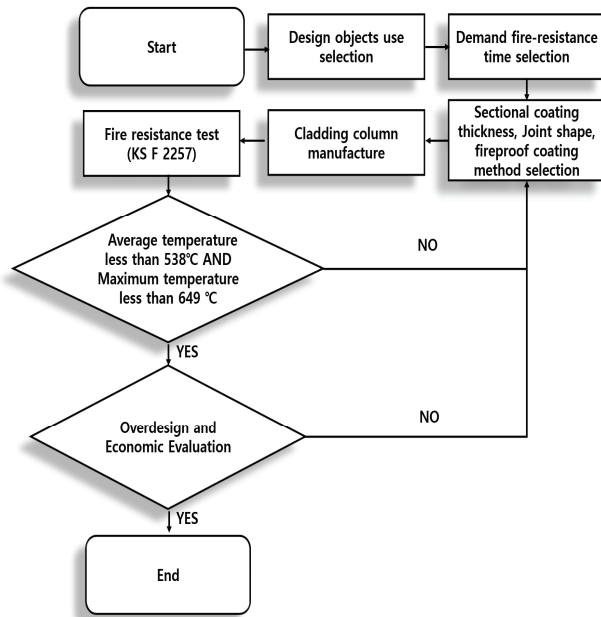 Start
Design objects use
selection
Demand fire-resistance
time selection
Sectional coating
thickness, Joint shape,
fireproof coating
method selection
Cladding column
manufacture
Fire resistance test
(KS F 2257)
Average temperature
less than 538℃ AND
Maximum temperature
less than 649 ℃
NO
YES
Overdesign and
Economic Evaluation
NO
YES
End